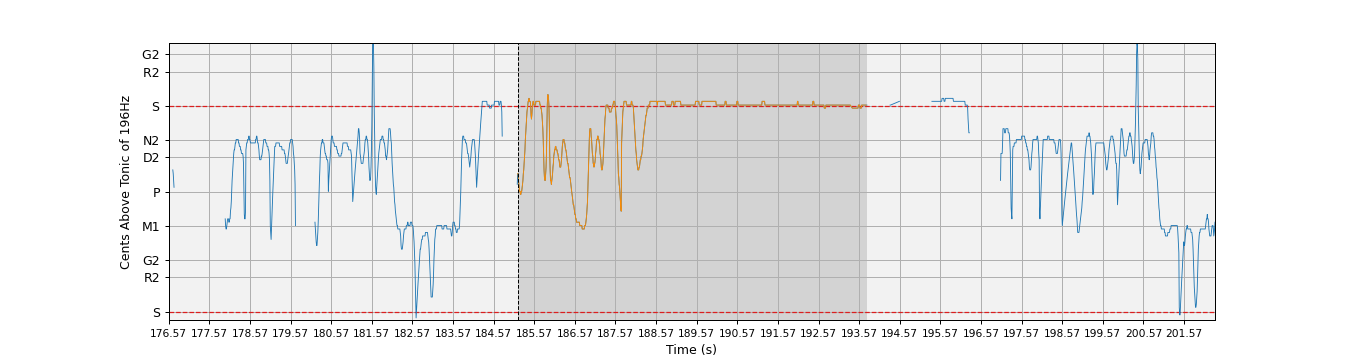 G2
R2
S
N2
D2
P
M1
G2
R2
S
Cents Above Tonic of 196Hz
176.57 177.57 178.57 179.57 180.57 181.57 182.57 183.57 184.57 185.57 186.57 187.57 188.57 189.57 190.57 191.57 192.57 193.57 194.57 195.57 196.57 197.57 198.57 199.57 200.57 201.57
Time (s)